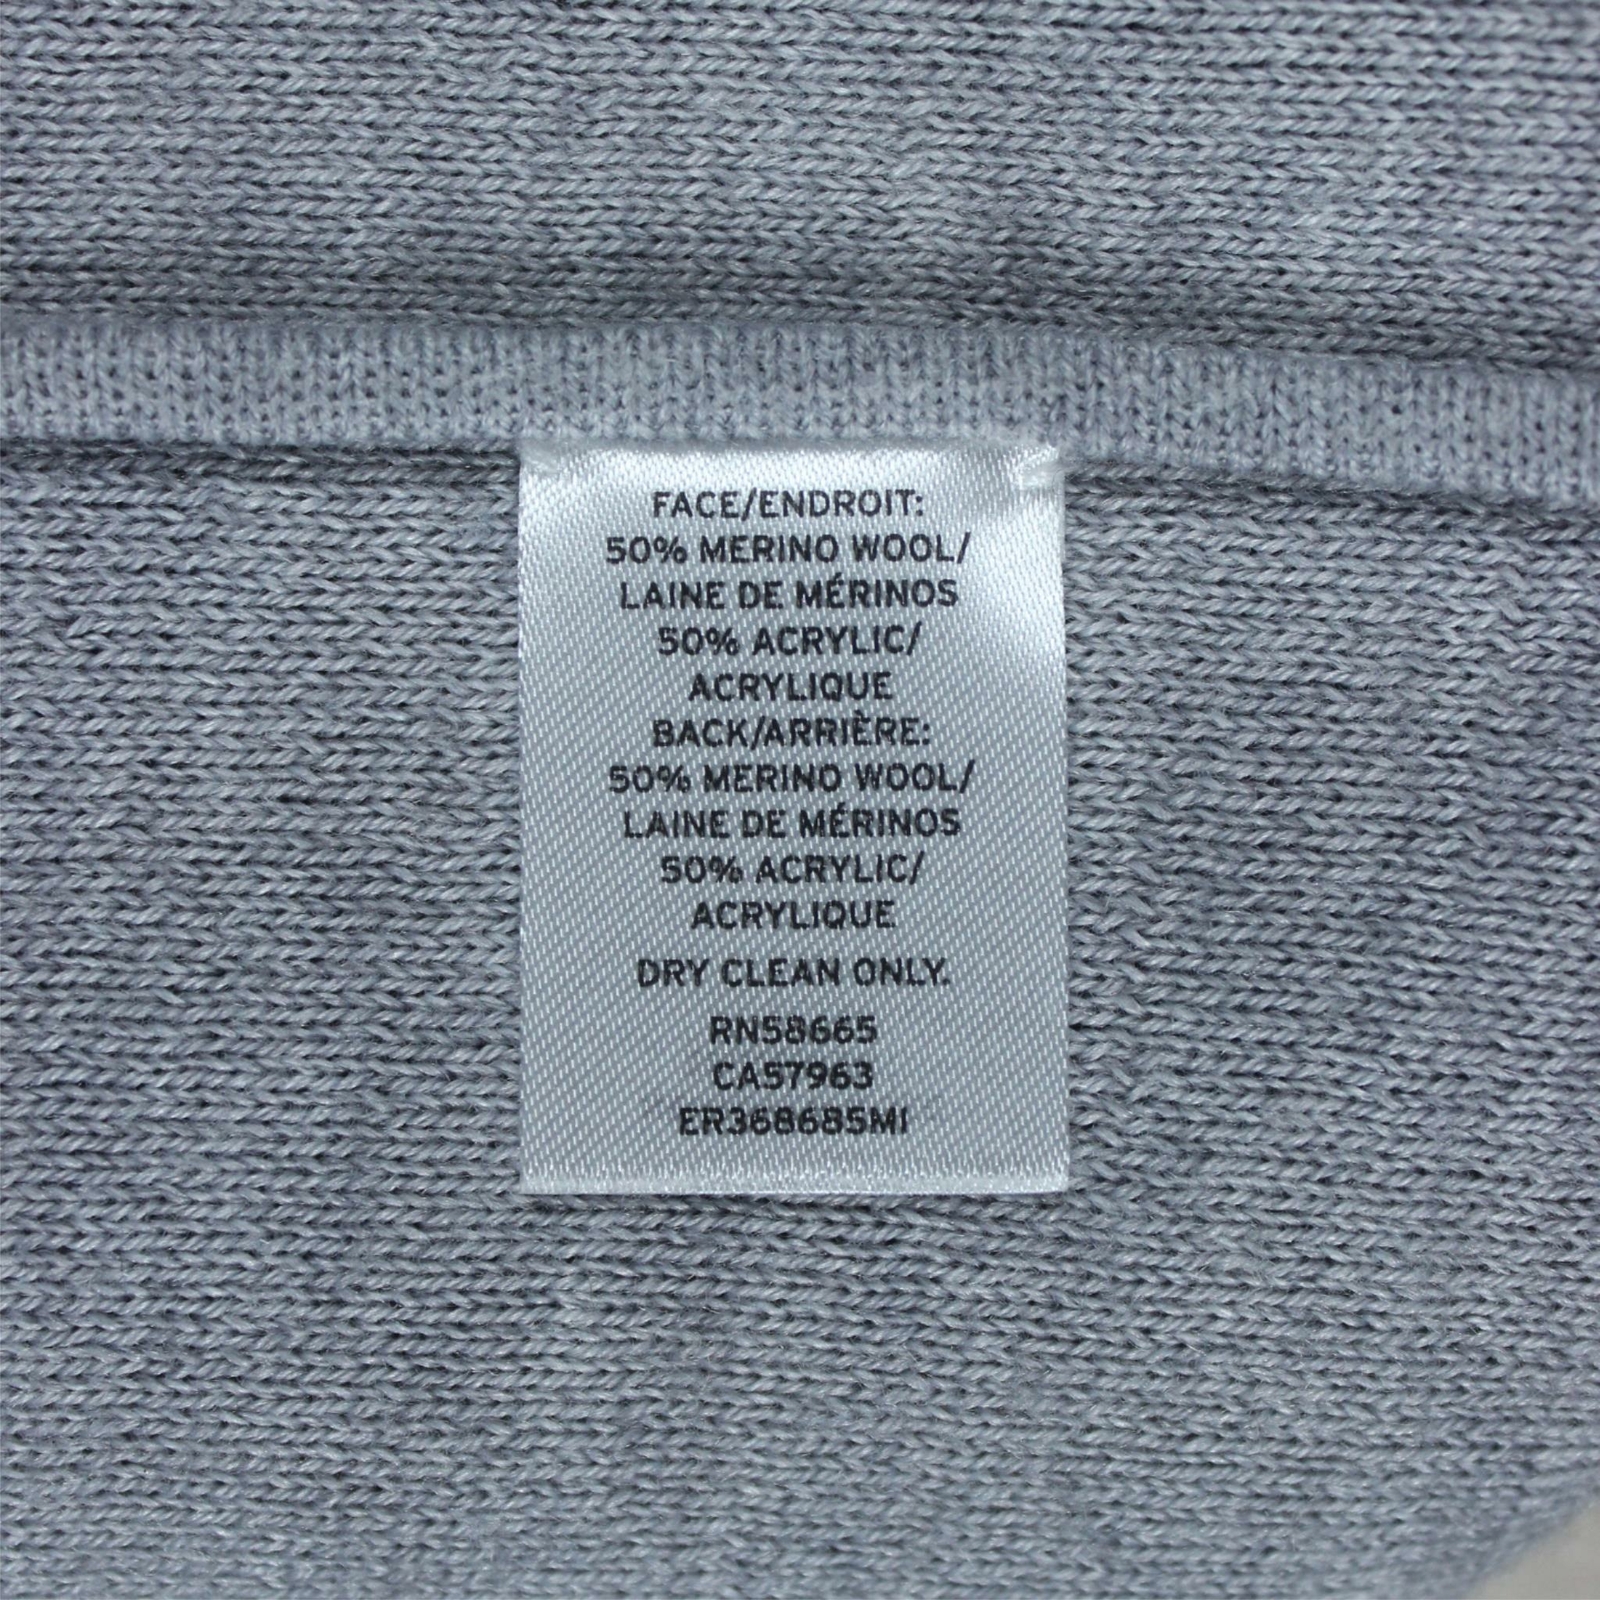 FACE/ENDROIT:
50% MERINO WOOL/
LAINE DE MÉRINOS
50% ACRYLIC/
ACRYLIQUE
BACK/ARRIÈRE:
50% MERINO WOOL/
LAINE DE MÉRINOS
50% ACRYLIC/
ACRYLIQUE
DRY CLEAN ONLY.
RN58665
CA57963
ER368685MI